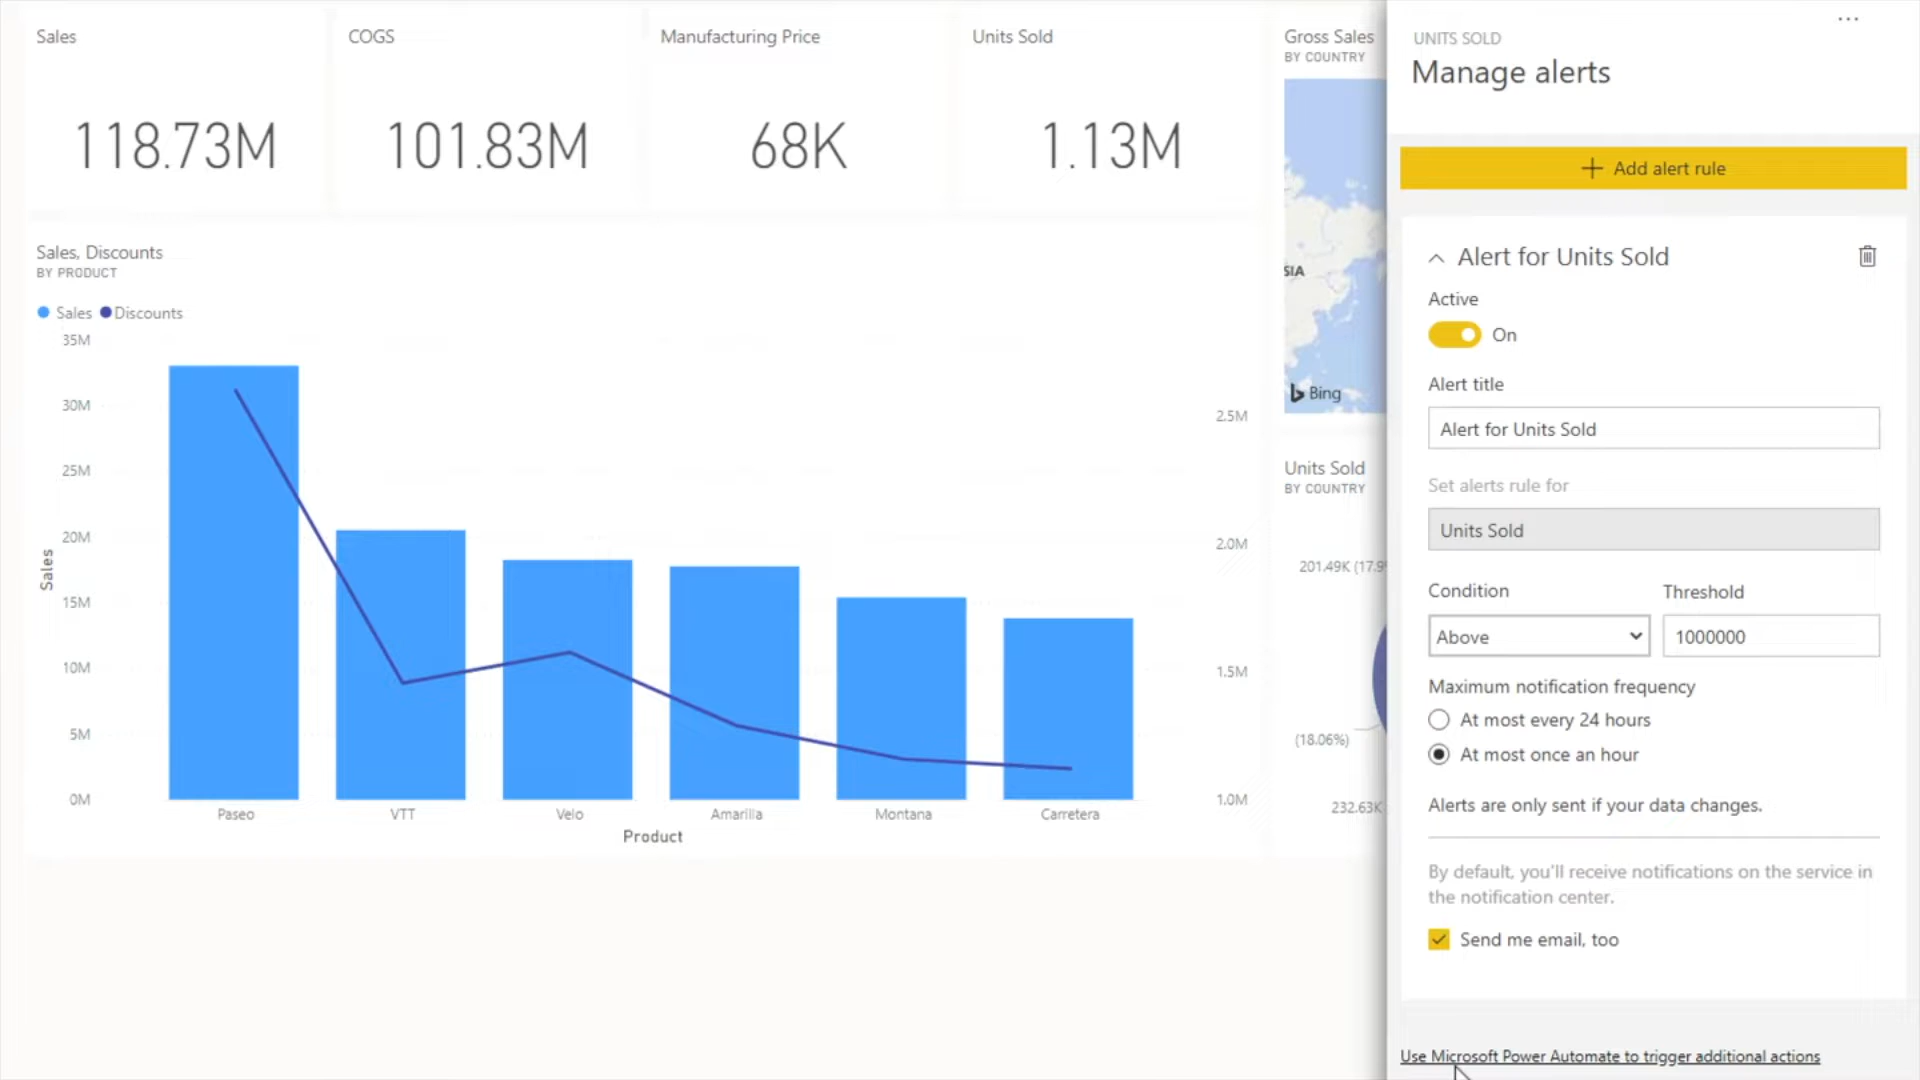 Sales
COGS
Manufacturing Price
Units Sold
118.73M
101.83M
68K
1.13M
Sales, Discounts
BY PRODUCT
Sales
Discounts
35M
30M
25M
20M
15M
10M
5M
0M
Sales
2.5M
2.0M
1.5M
1.0M
Paseo
VTT
Velo
Amarilla
Montana
Carretera
Product
Gross Sales
BY COUNTRY
SIA
Bing
Units Sold
BY COUNTRY
201.49K (17.9
(18.06%)
232.63K
...
UNITS SOLD
Manage alerts
+ Add alert rule
Alert for Units Sold
Active
On
Alert title
Alert for Units Sold
Set alerts rule for
Units Sold
Condition
Threshold
Above
1000000
Maximum notification frequency
At most every 24 hours
At most once an hour
Alerts are only sent if your data changes.
By default, you'll receive notifications on the service in
the notification center.
Send me email, too
Use Microsoft Power Automate to trigger additional actions